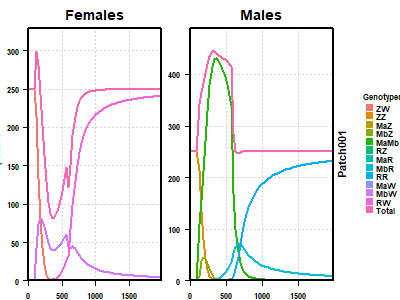 Females
Males
300
250
200
150
100
50
0
0
500
1000
1500
400
300
200
100
0
0
500
1000
1500
Patch001
Genotype
ZW
ZZ
MaZ
MbZ
MaMb
RZ
MaR
MbR
RR
MaW
MbW
RW
Total